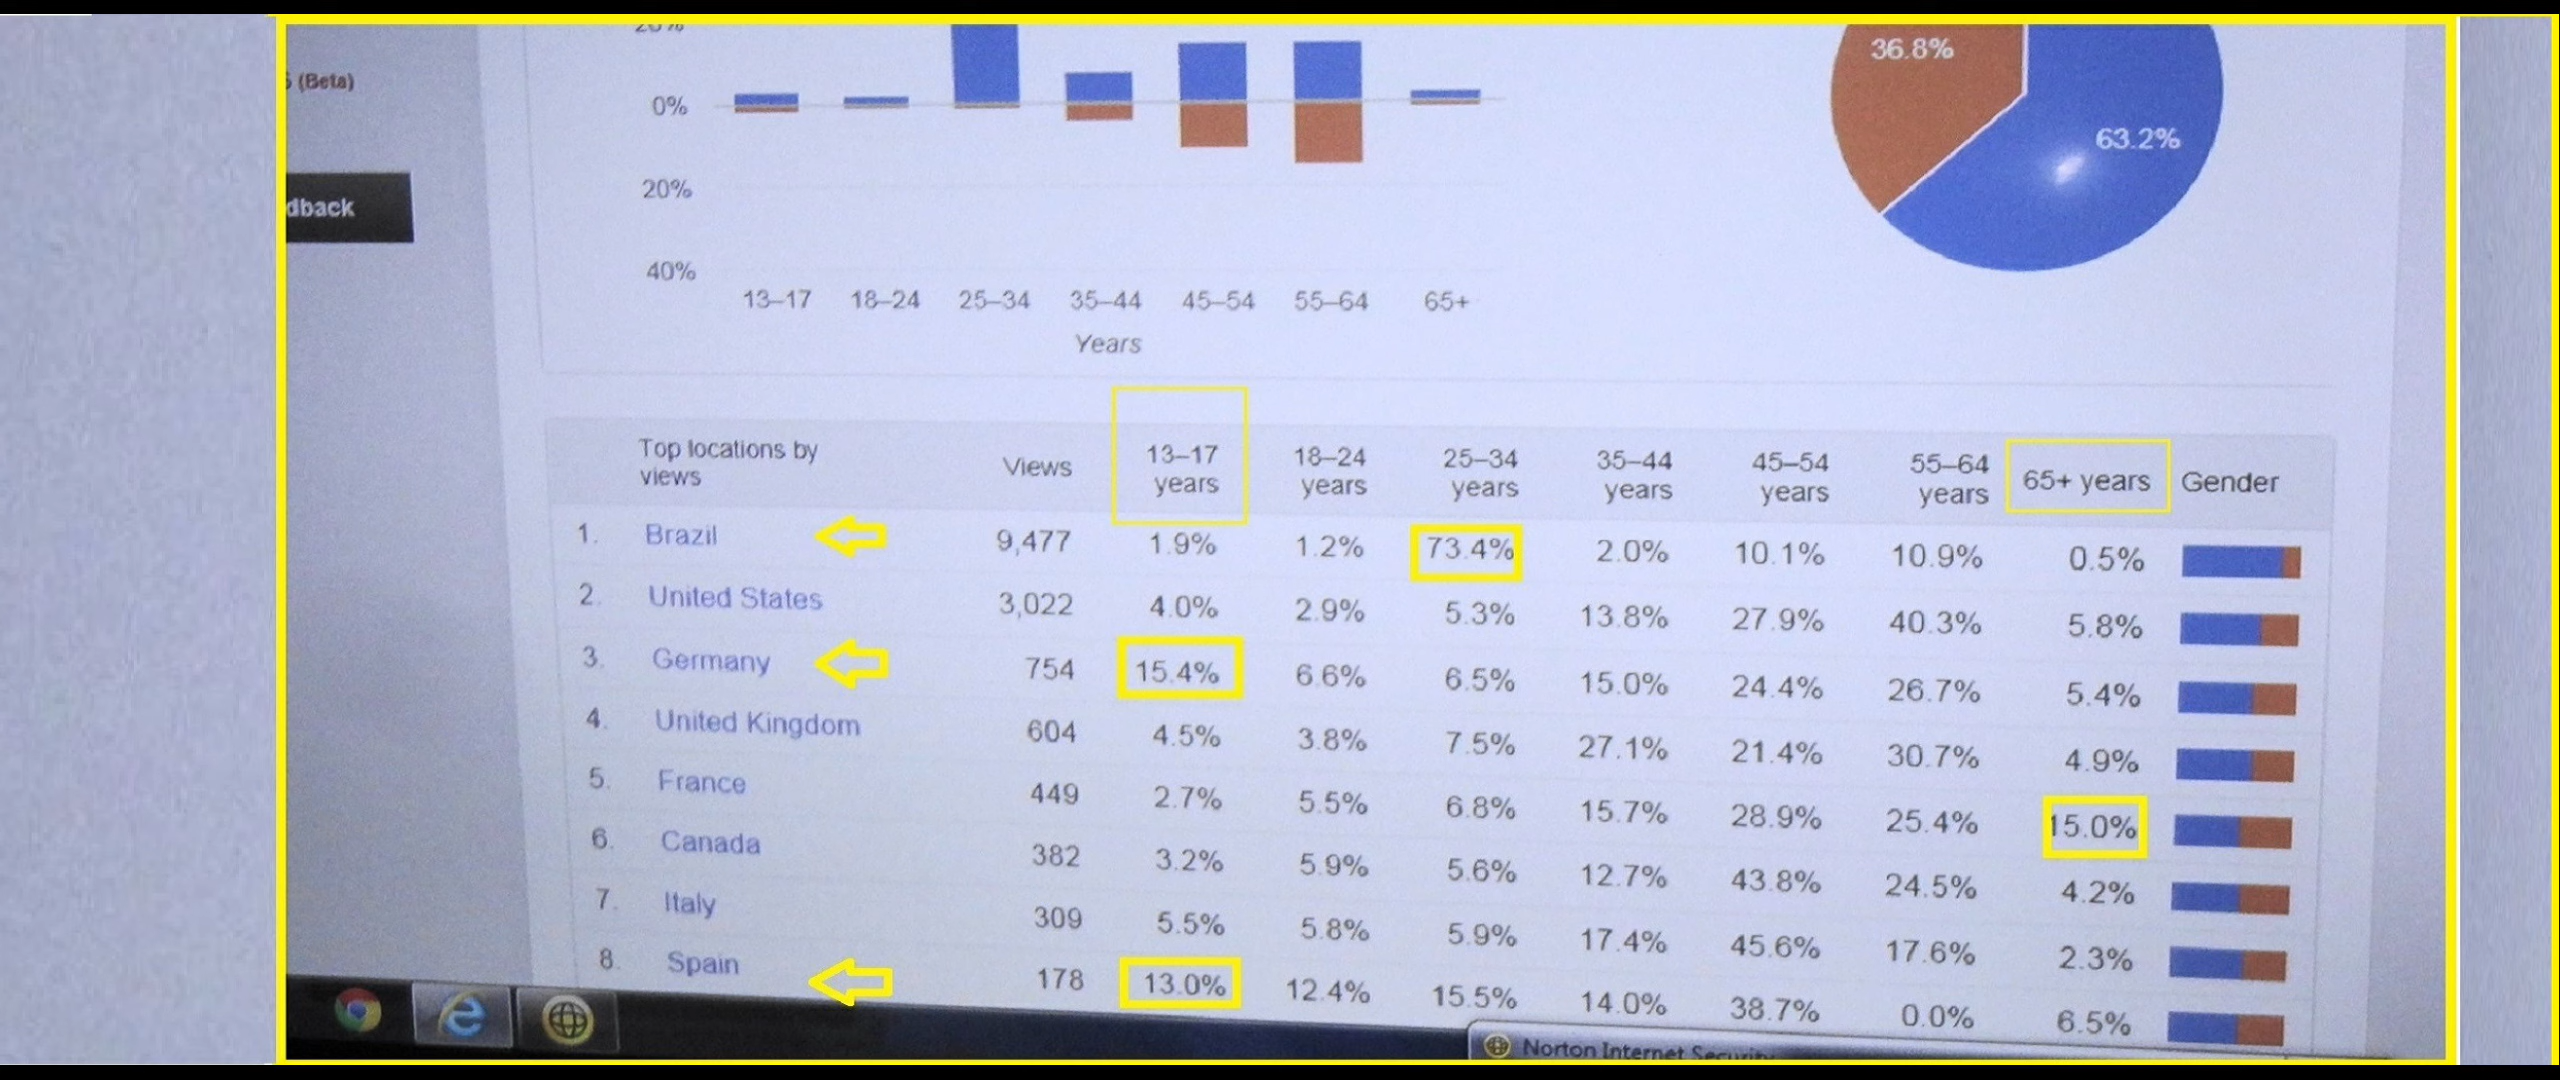 20%
36.8%
(Beta)
0%
63.2%
20%
dback
40%
13–17 18–24 25–34 35–44 45–54 55–64 65+
Years
Top locations by views Views 13–17 years 18–24 years 25–34 years 35–44 years 45–54 years 55–64 years 65+ years Gender
1. Brazil 9,477 1.9% 1.2% 73.4% 2.0% 10.1% 10.9% 0.5%
2. United States 3,022 4.0% 2.9% 5.3% 13.8% 27.9% 40.3% 5.8%
3. Germany 754 15.4% 6.6% 6.5% 15.0% 24.4% 26.7% 5.4%
4. United Kingdom 604 4.5% 3.8% 7.5% 27.1% 21.4% 30.7% 4.9%
5. France 449 2.7% 5.5% 6.8% 15.7% 28.9% 25.4% 15.0%
6. Canada 382 3.2% 5.9% 5.6% 12.7% 43.8% 24.5% 4.2%
7. Italy 309 5.5% 5.8% 5.9% 17.4% 45.6% 17.6% 2.3%
8. Spain 178 13.0% 12.4% 15.5% 14.0% 38.7% 0.0% 6.5%
Norton Internet Security